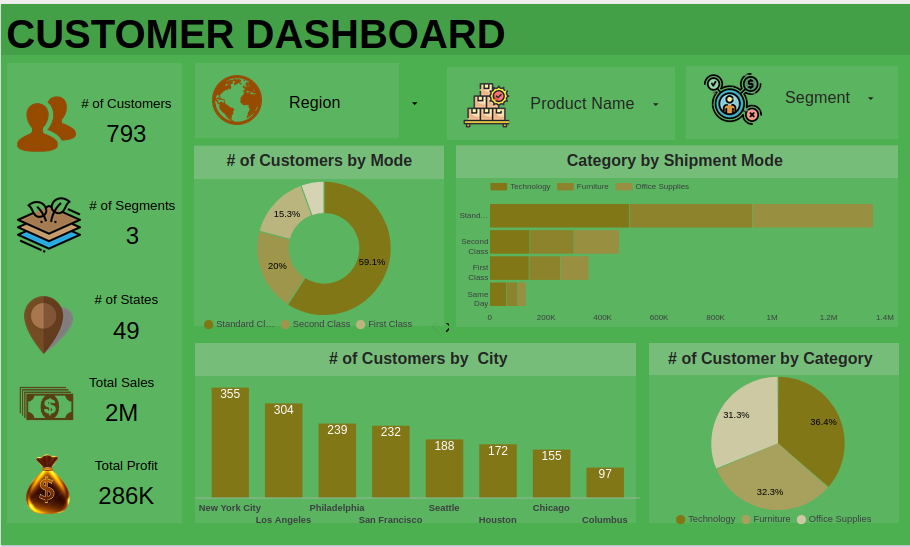 CUSTOMER DASHBOARD
# of Customers
793
# of Segments
3
# of States
49
Total Sales
2M
Total Profit
286K
Region
Product Name
Segment
# of Customers by Mode
15.3%
20%
59.1%
Standard Cl... Second Class First Class
Category by Shipment Mode
Technology Furniture Office Supplies
Stand...
Second
Class
First
Class
Same
Day
0 200K 400K 600K 800K 1M 1.2M 1.4M
# of Customers by City
355 304 239 232 188 172 155 97
New York City Philadelphia Seattle Chicago
Los Angeles San Francisco Houston Columbus
# of Customer by Category
31.3%
36.4%
32.3%
Technology Furniture Office Supplies